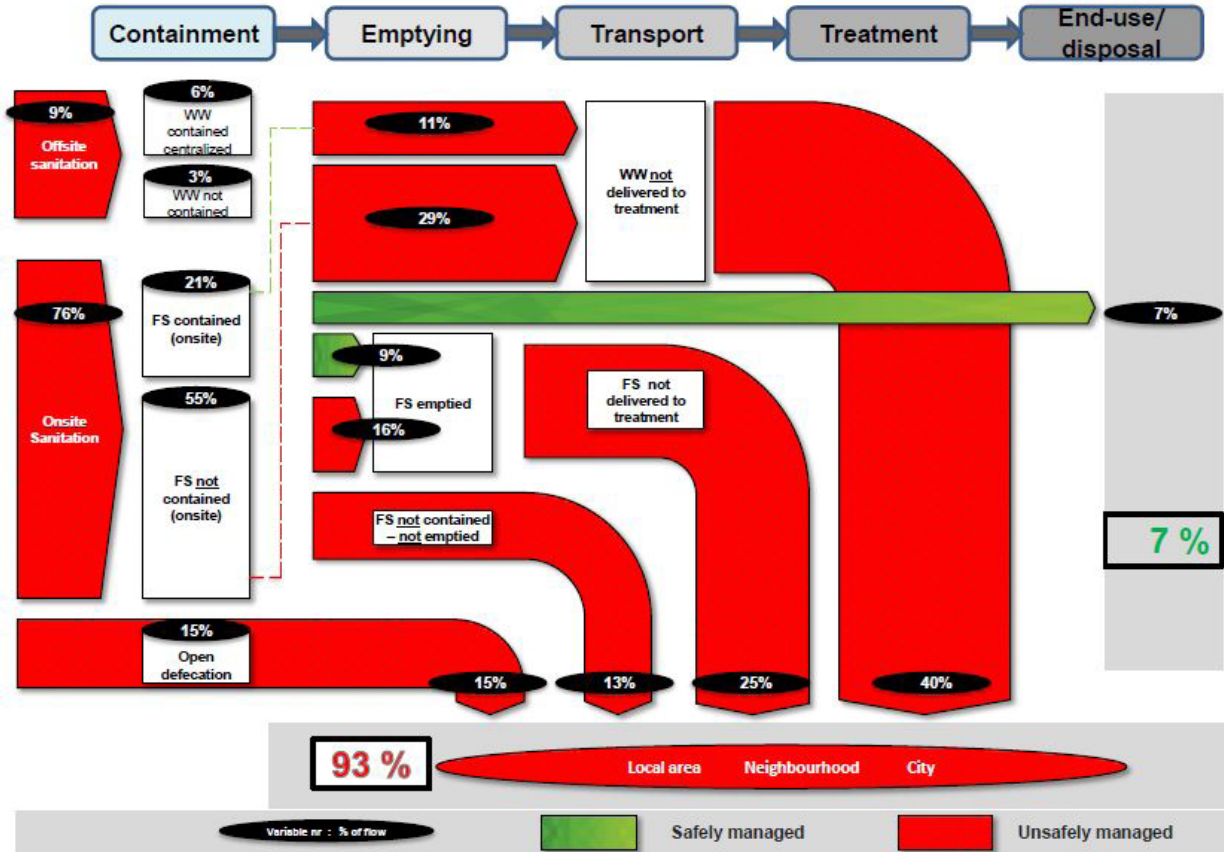 Containment
Emptying
Transport
Treatment
End-use/
disposal
9%
Offsite
sanitation
6%
WW
contained
centralized
3%
WW not
contained
11%
29%
WW not
delivered to
treatment
76%
Onsite
Sanitation
21%
FS contained
(onsite)
55%
FS not
contained
(onsite)
7%
9%
FS emptied
16%
FS not
delivered to
treatment
FS not contained
– not emptied
7 %
15%
Open
defecation
15%
13%
25%
40%
93 %
Local area Neighbourhood City
Variable nr : % of flow
Safely managed
Unsafely managed